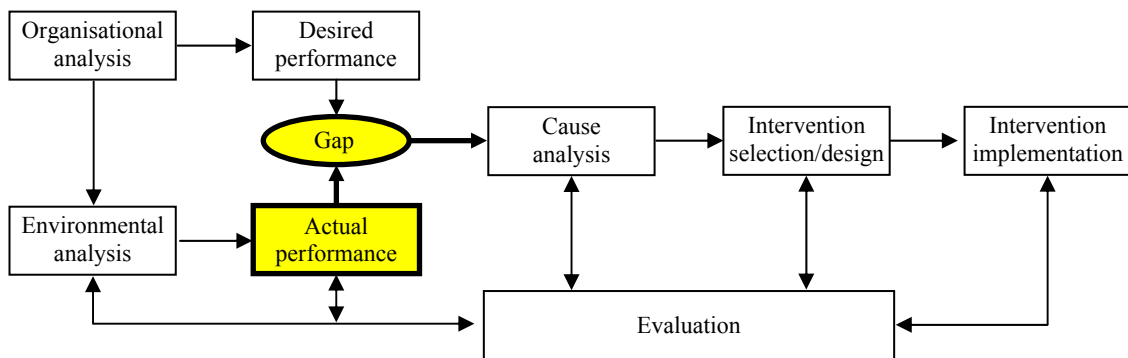 Organisational
analysis
Desired
performance
Gap
Cause
analysis
Intervention
selection/design
Intervention
implementation
Environmental
analysis
Actual
performance
Evaluation